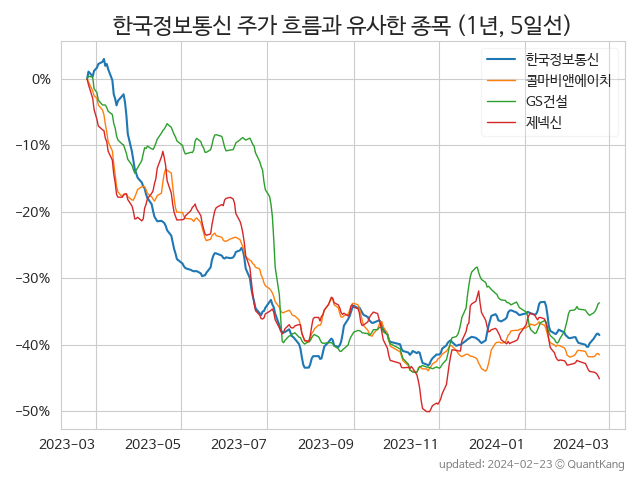 한국정보통신 주가 흐름과 유사한 종목 (1년, 5일선)
한국정보통신
콜마비앤에이치
GS건설
제넥신
0%
−10%
−20%
−30%
−40%
−50%
2023-03 2023-05 2023-07 2023-09 2023-11 2024-01 2024-03
updated: 2024-02-23 © QuantKang